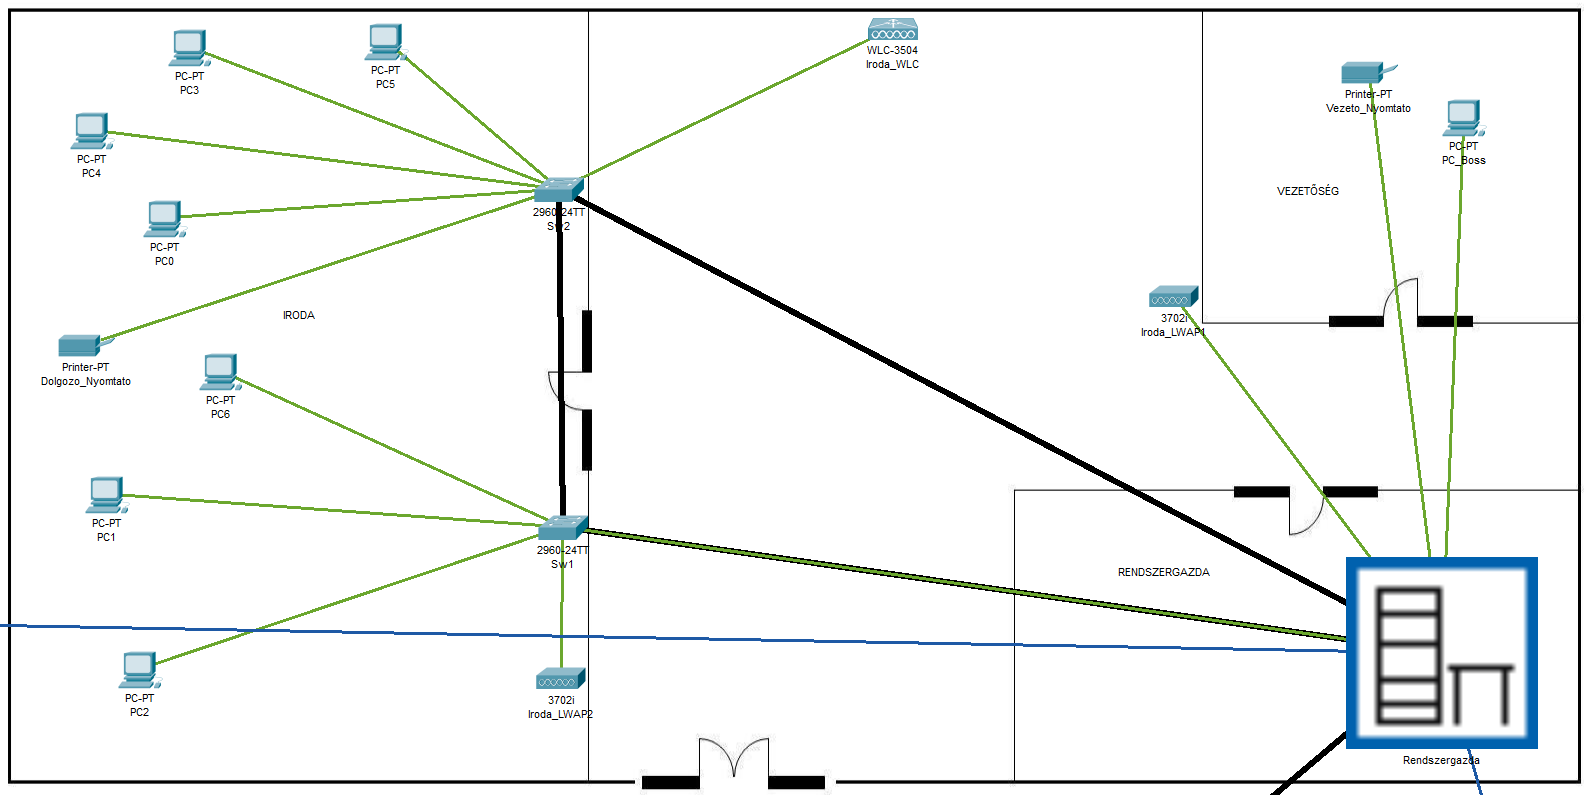 PC-PT
PC3
PC-PT
PC5
WLC-3504
Iroda_WLC
Printer-PT
Vezeto_Nyomtato
PC-PT
PC_Boss
PC-PT
PC4
VEZETŐSÉG
2960-24TT
Sw2
PC-PT
PC0
IRODA
3702i
Iroda_LWAP1
Printer-PT
Dolgozo_Nyomtato
PC-PT
PC6
PC-PT
PC1
2960-24TT
Sw1
RENDSZERGAZDA
PC-PT
PC2
3702i
Iroda_LWAP2
Rendszergazda